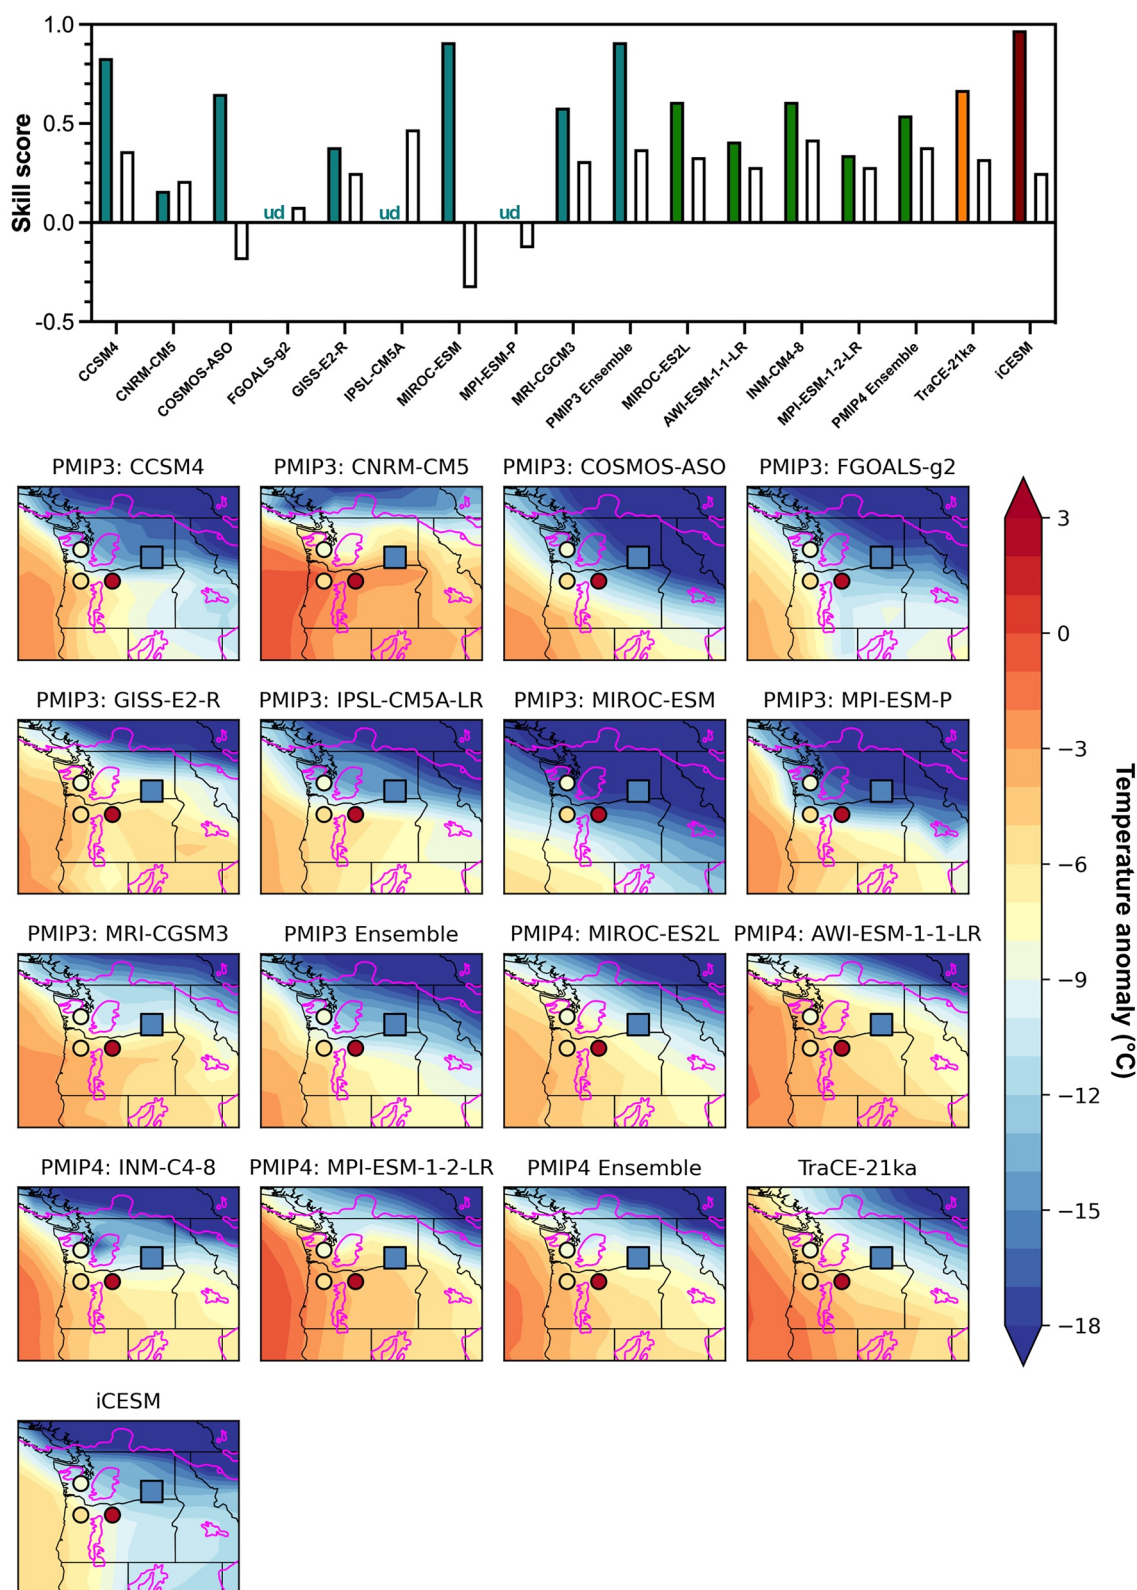 1.0
0.5
0.0
-0.5
Skill score
ud
ud
ud
CCSM4
CNRM-CM5
COSMOS-ASO
FGOALS-g2
GISS-E2-R
IPSL-CM5A
MIROC-ESM
MPI-ESM-P
MRI-CGCM3
PMIP3 Ensemble
MIROC-ES2L
AWI-ESM-1-1-LR
INM-CM4-8
MPI-ESM-1-2-LR
PMIP4 Ensemble
TraCE-21ka
iCESM
PMIP3: CCSM4
PMIP3: CNRM-CM5
PMIP3: COSMOS-ASO
PMIP3: FGOALS-g2
PMIP3: GISS-E2-R
PMIP3: IPSL-CM5A-LR
PMIP3: MIROC-ESM
PMIP3: MPI-ESM-P
PMIP3: MRI-CGSM3
PMIP3 Ensemble
PMIP4: MIROC-ES2L
PMIP4: AWI-ESM-1-1-LR
PMIP4: INM-C4-8
PMIP4: MPI-ESM-1-2-LR
PMIP4 Ensemble
TraCE-21ka
iCESM
3
0
−3
−6
−9
−12
−15
−18
Temperature anomaly (°C)